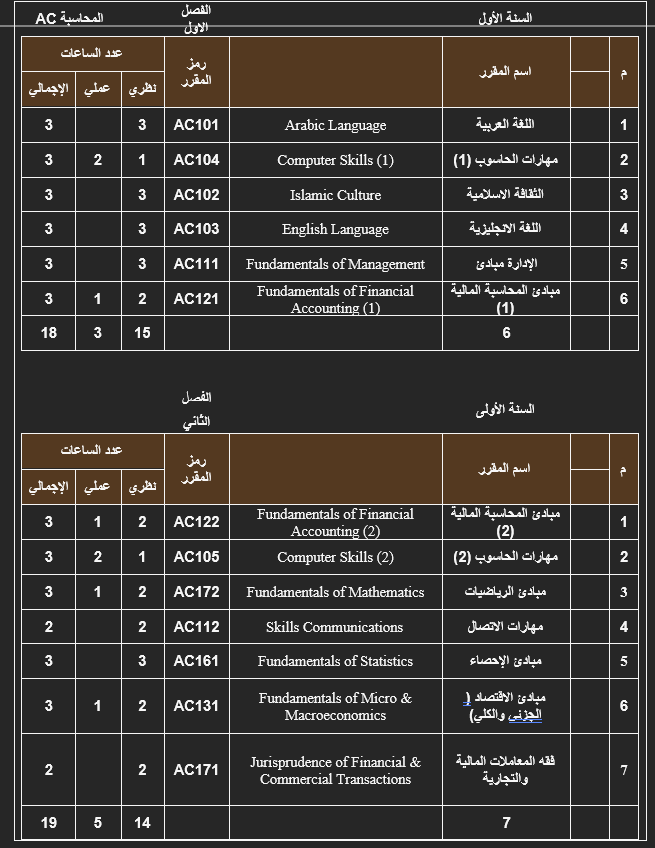 السنة الأول الفصل الاول المحاسبة AC
م اسم المقرر رمز المقرر عدد الساعات
نظري عملي الإجمالي
1 اللغة العربية Arabic Language AC101 3 3
2 مهارات الحاسوب (1) Computer Skills (1) AC104 1 2 3
3 الثقافة الاسلامية Islamic Culture AC102 3 3
4 اللغة الانجليزية English Language AC103 3 3
5 الإدارة مبادئ Fundamentals of Management AC111 3 3
6 مبادئ المحاسبة المالية (1) Fundamentals of Financial Accounting (1) AC121 2 1 3
6 15 3 18
السنة الأولى الفصل الثاني
م اسم المقرر رمز المقرر عدد الساعات
نظري عملي الإجمالي
1 مبادئ المحاسبة المالية (2) Fundamentals of Financial Accounting (2) AC122 2 1 3
2 مهارات الحاسوب (2) Computer Skills (2) AC105 1 2 3
3 مبادئ الرياضيات Fundamentals of Mathematics AC172 2 1 3
4 مهارات الاتصال Skills Communications AC112 2 2
5 مبادئ الإحصاء Fundamentals of Statistics AC161 3 3
6 مبادئ الاقتصاد ( الجزئي والكلي) Fundamentals of Micro & Macroeconomics AC131 2 1 3
7 فقه المعاملات المالية والتجارية Jurisprudence of Financial & Commercial Transactions AC171 2 2
7 14 5 19